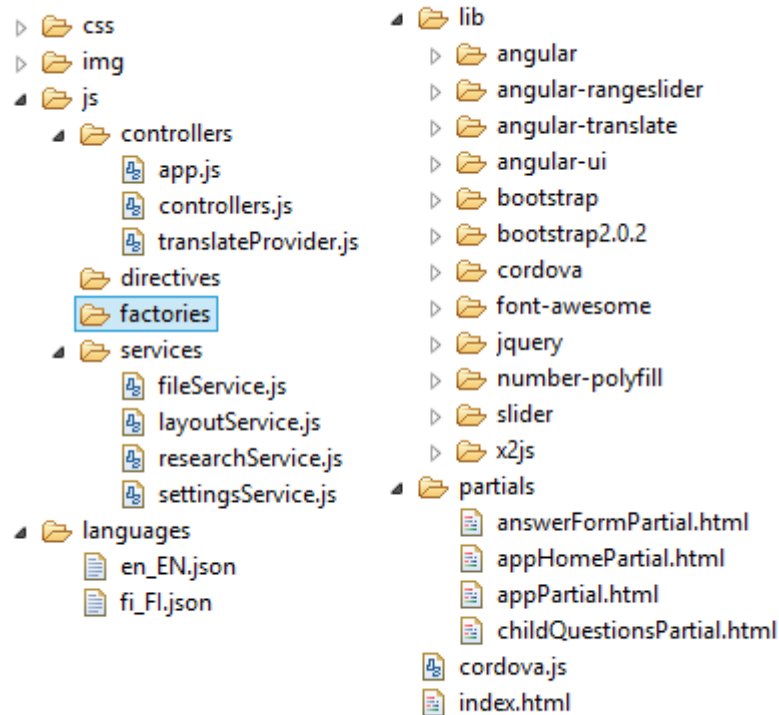 css
img
js
controllers
app.js
controllers.js
translateProvider.js
directives
factories
services
fileService.js
layoutService.js
researchService.js
settingsService.js
languages
en_EN.json
fi_FI.json
lib
angular
angular-rangeslider
angular-translate
angular-ui
bootstrap
bootstrap2.0.2
cordova
font-awesome
jquery
number-polyfill
slider
x2js
partials
answerFormPartial.html
appHomePartial.html
appPartial.html
childQuestionsPartial.html
cordova.js
index.html